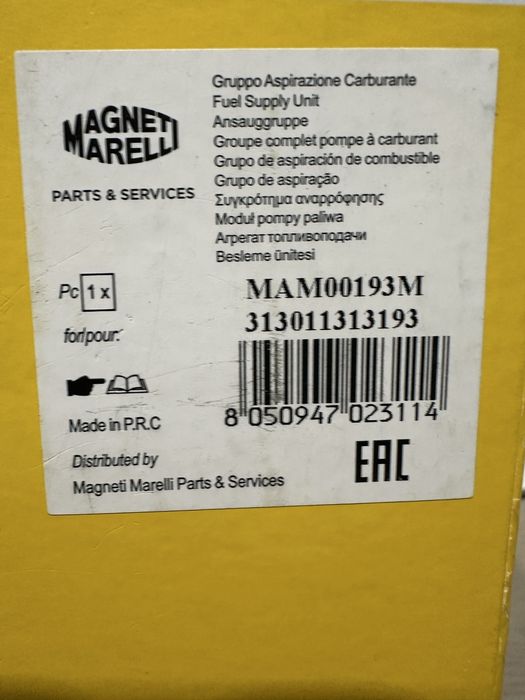 MAGNETI
MARELLI
PARTS & SERVICES
Gruppo Aspirazione Carburante
Fuel Supply Unit
Ansauggruppe
Groupe complet pompe à carburant
Grupo de aspiración de combustible
Grupo de aspiração
Συγκρότημα αναρρόφησης
Moduł pompy paliwa
Агрегат топливоподачи
Besleme ünitesi
Pc 1 x
for/pour:
MAM00193M
313011313193
8 050947 023114
Made in P.R.C
Distributed by
Magneti Marelli Parts & Services
EAC